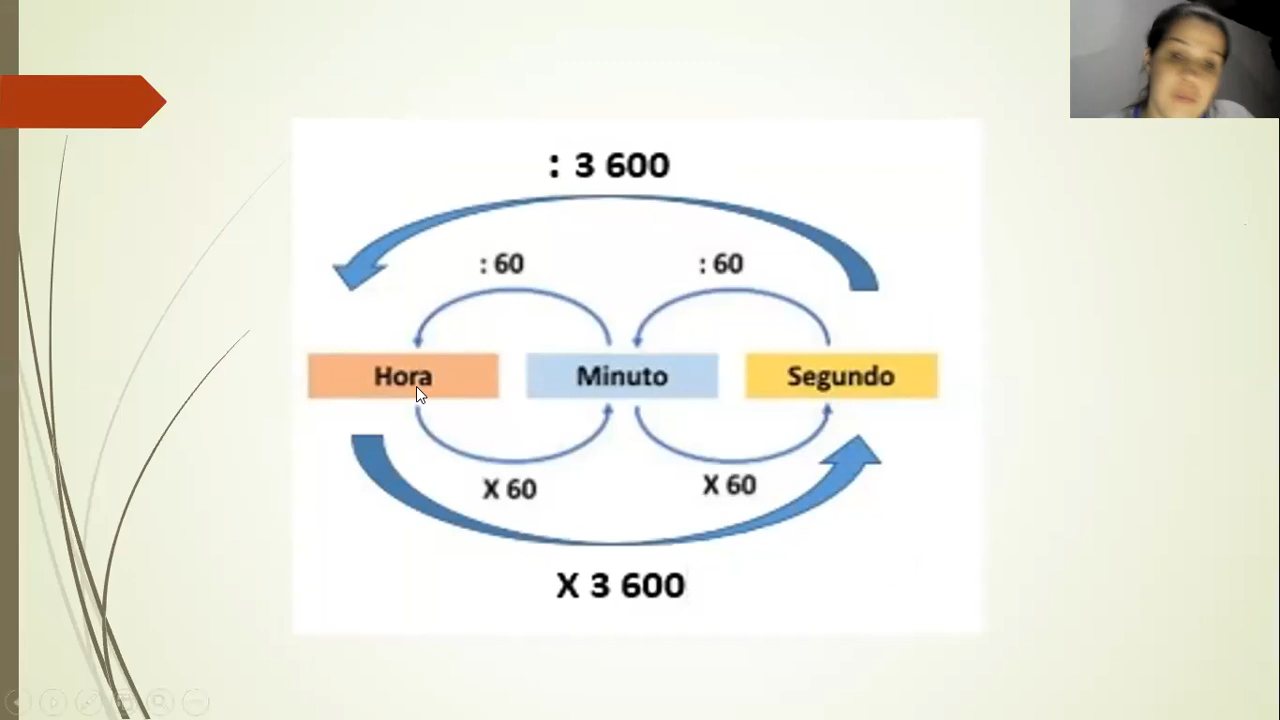 : 3 600
: 60
: 60
Hora
Minuto
Segundo
X 60
X 60
X 3 600